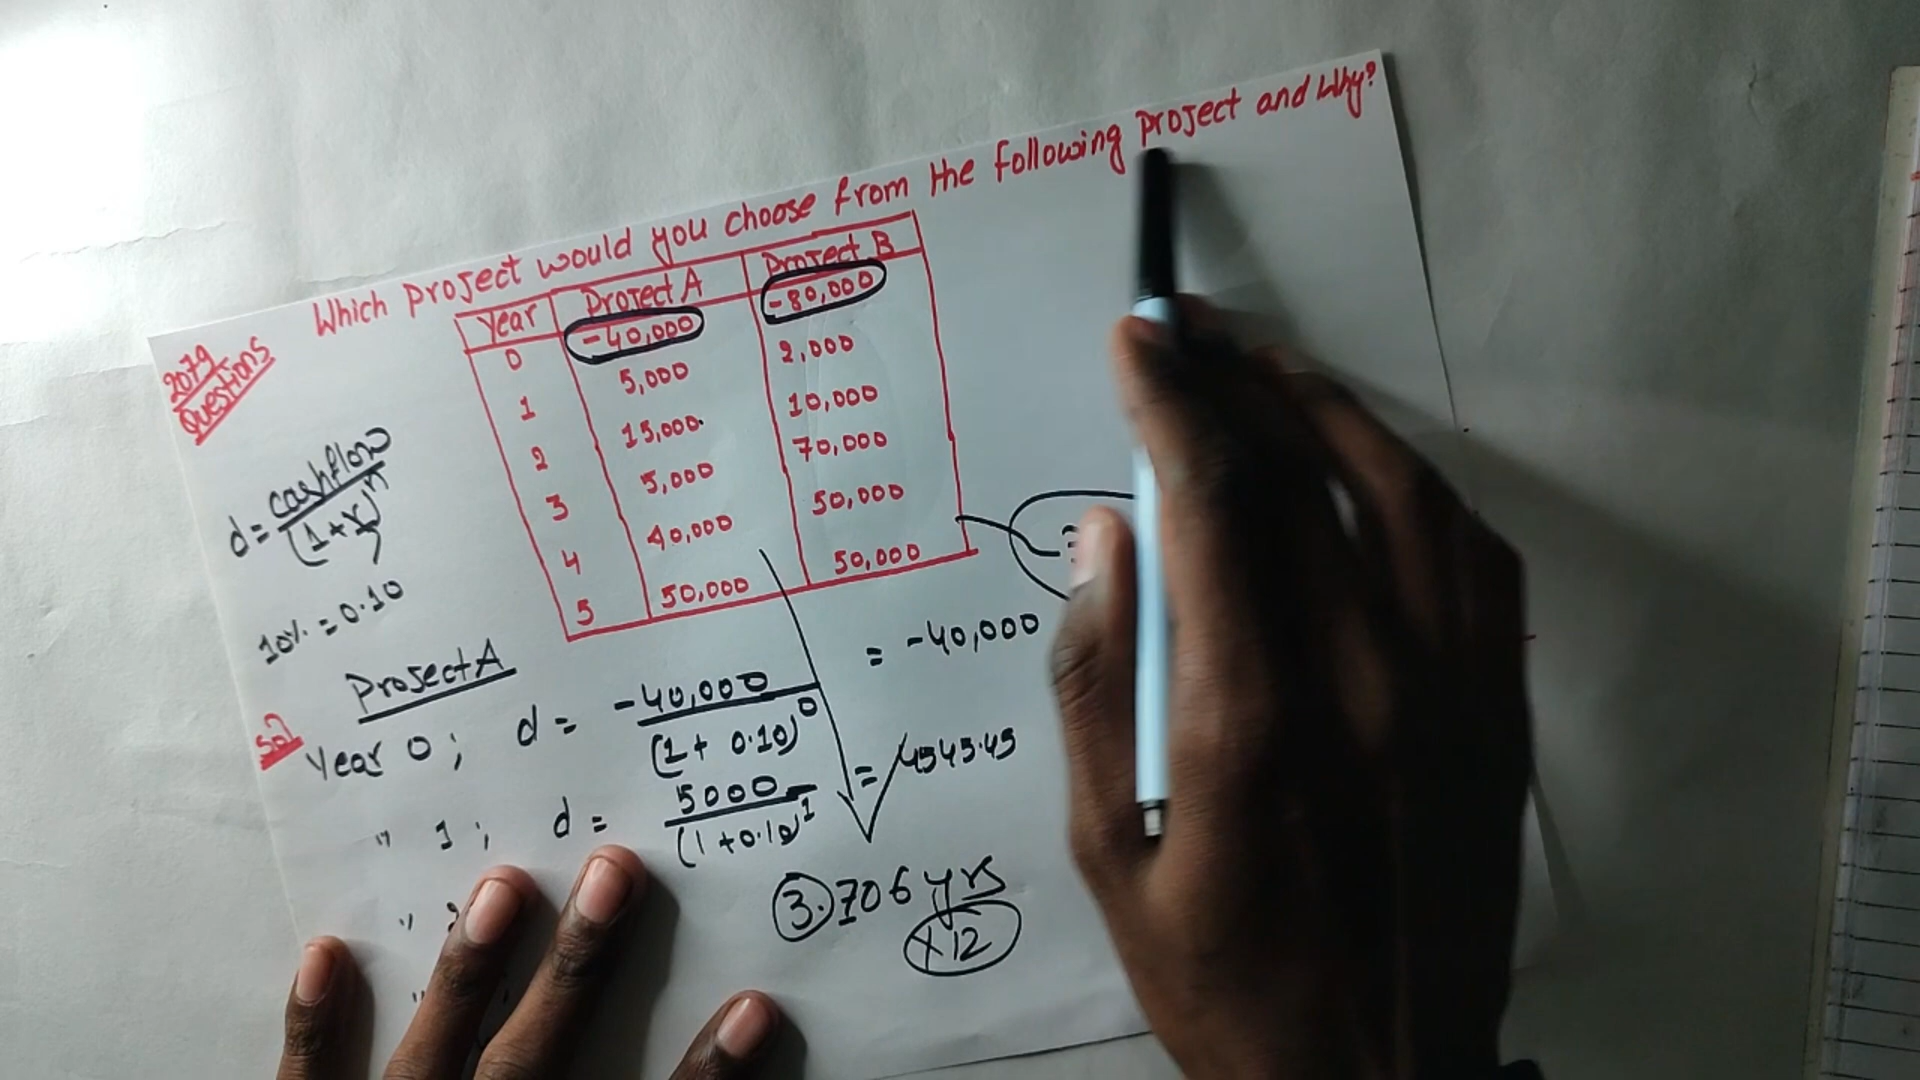 Which project would you choose from the following project and Why?
2079
Questions
Year Project A Project B
0 -40,000 -80,000
1 5,000 2,000
2 15,000 10,000
3 5,000 70,000
4 40,000 50,000
5 50,000 50,000
d = cashflow
(1+r)^n
10% = 0.10
Project A
Sol
Year 0; d = -40,000 = -40,000
(1 + 0.10)^0
" 1; d = 5000 = 4545.45
(1+0.10)^1
"
"
3.706 yrs
×12